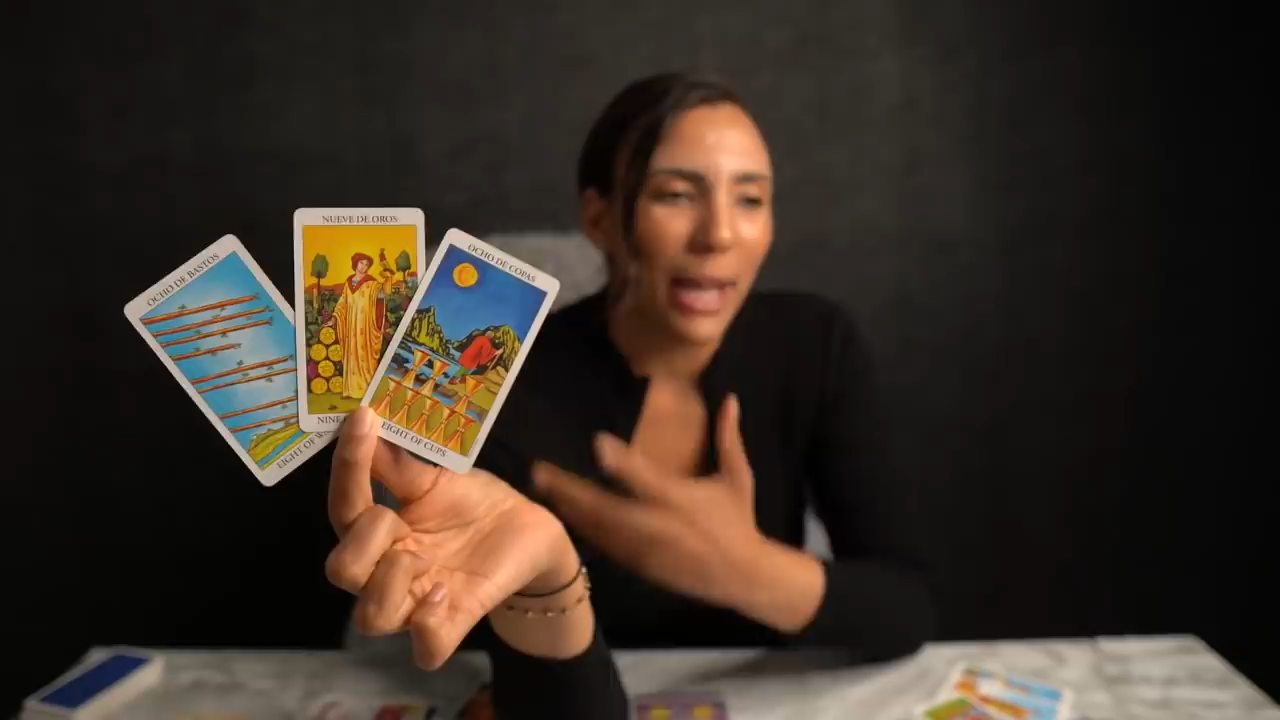 OCHO DE BASTOS
EIGHT OF
NUEVE DE OROS
NINE
OCHO DE COPAS
EIGHT OF CUPS